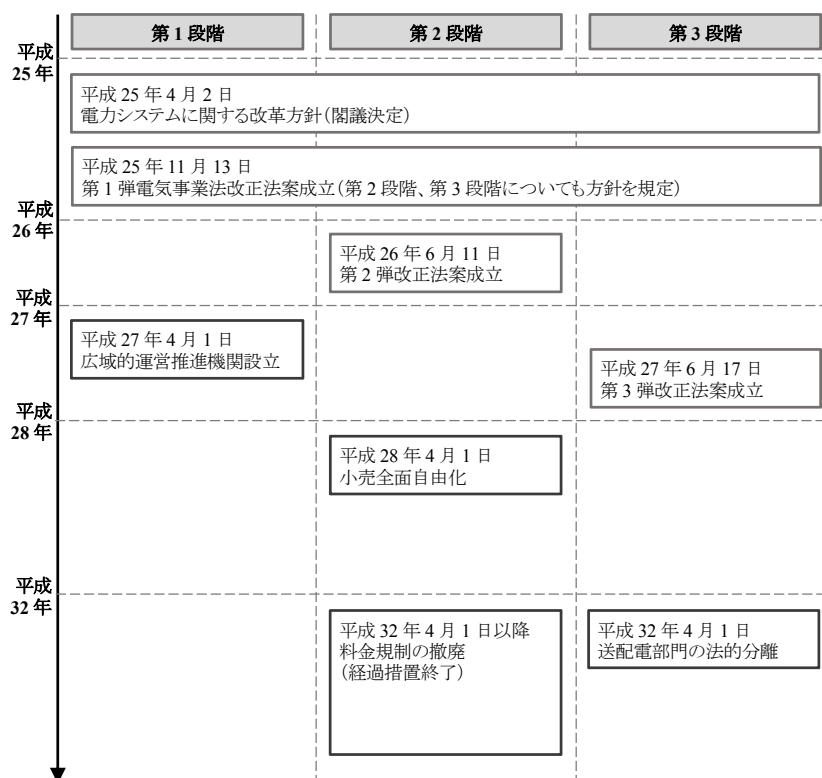 第1段階
第2段階
第3段階
平成
25年
平成25年4月2日
電力システムに関する改革方針(閣議決定)
平成25年11月13日
第1弾電気事業法改正法案成立(第2段階、第3段階についても方針を規定)
平成
26年
平成26年6月11日
第2弾改正法案成立
平成
27年
平成27年4月1日
広域的運営推進機関設立
平成27年6月17日
第3弾改正法案成立
平成
28年
平成28年4月1日
小売全面自由化
平成
32年
平成32年4月1日以降
料金規制の撤廃
(経過措置終了)
平成32年4月1日
送配電部門の法的分離